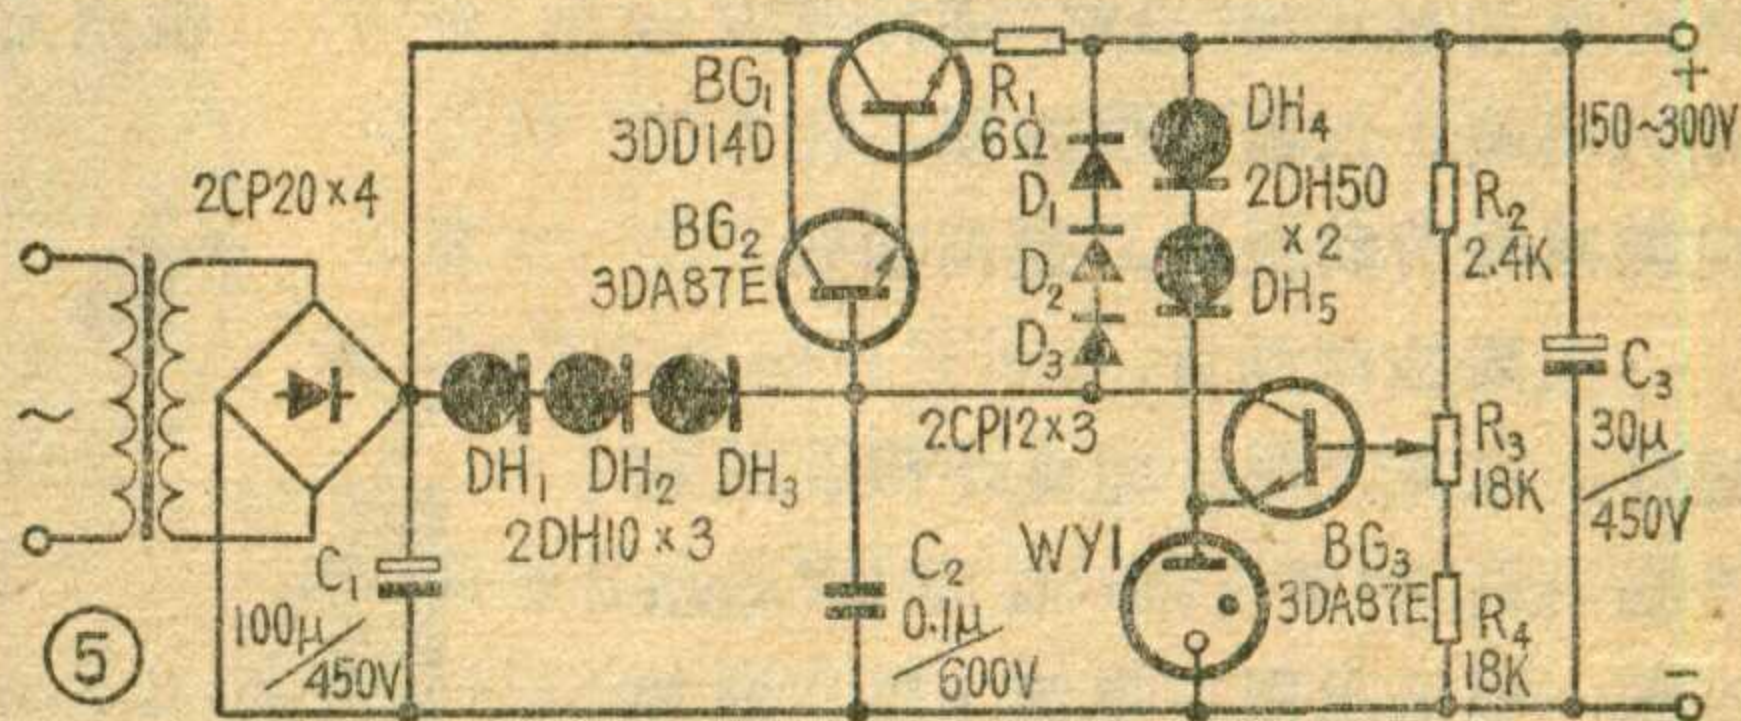 2CP20×4
BG₁
3DD14D
BG₂
3DA87E
R₁
6Ω
D₁
D₂
D₃
DH₄
2DH50
×2
DH₅
R₂
2.4K
+
150~300V
~
DH₁ DH₂ DH₃
2DH10×3
2CP12×3
R₃
18K
C₃
30μ/450V
C₁
100μ/450V
C₂
0.1μ/600V
WY1
BG₃
3DA87E
R₄
18K
−
⑤